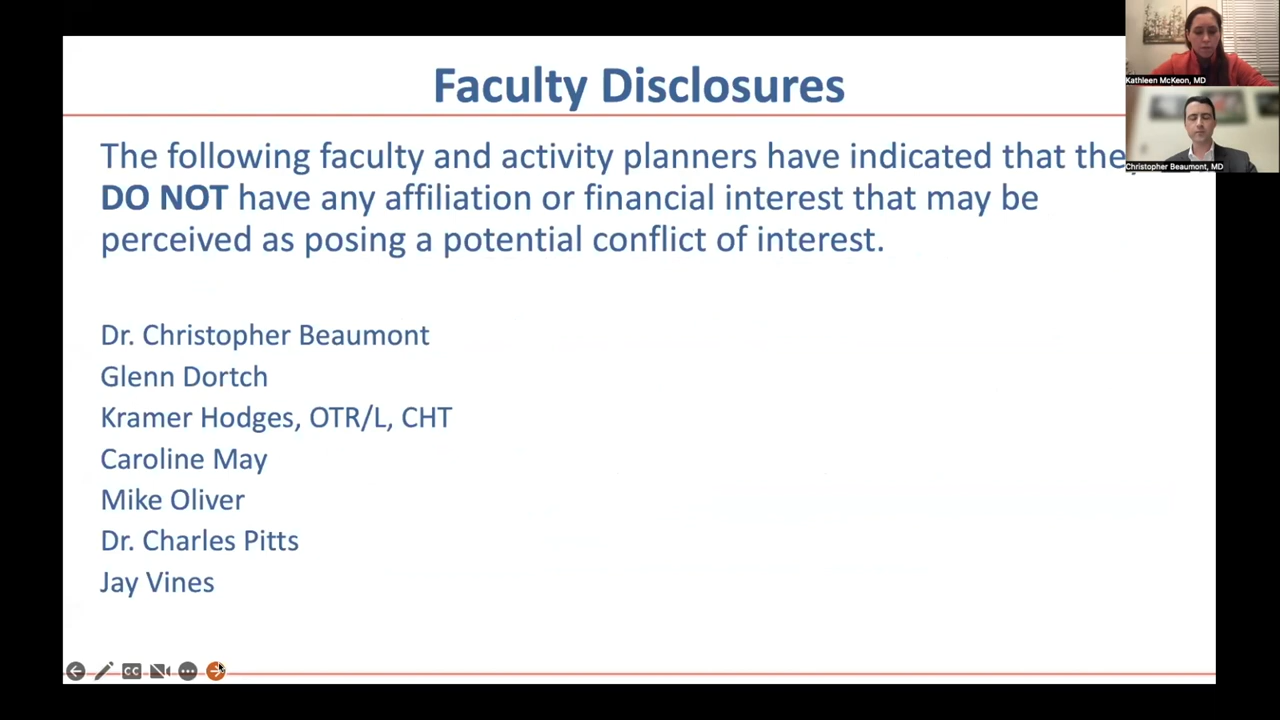 Faculty Disclosures
Kathleen McKeon, MD
Christopher Beaumont, MD
The following faculty and activity planners have indicated that
DO NOT have any affiliation or financial interest that may be
perceived as posing a potential conflict of interest.
Dr. Christopher Beaumont
Glenn Dortch
Kramer Hodges, OTR/L, CHT
Caroline May
Mike Oliver
Dr. Charles Pitts
Jay Vines
CC